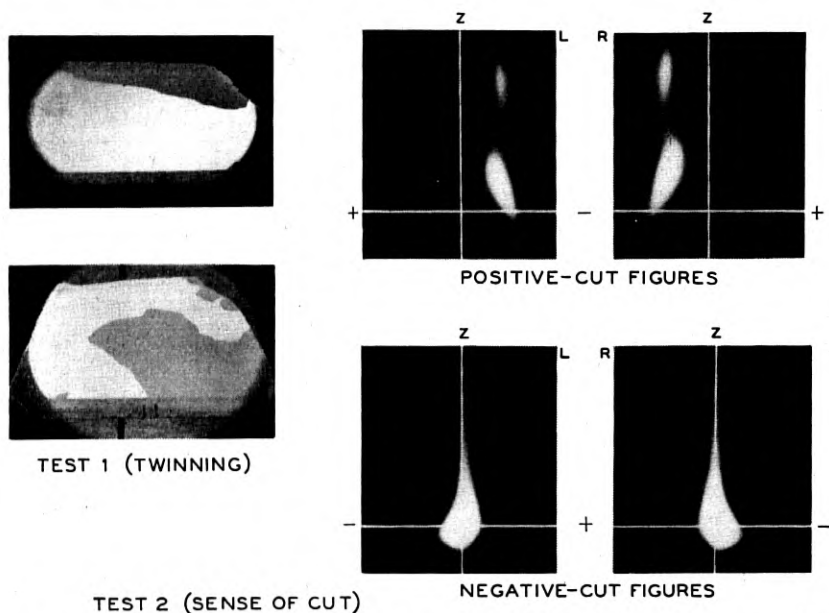 Z
Z
L
R
+
−
+
POSITIVE-CUT FIGURES
Z
Z
L
R
−
+
−
NEGATIVE-CUT FIGURES
TEST 1 (TWINNING)
TEST 2 (SENSE OF CUT)